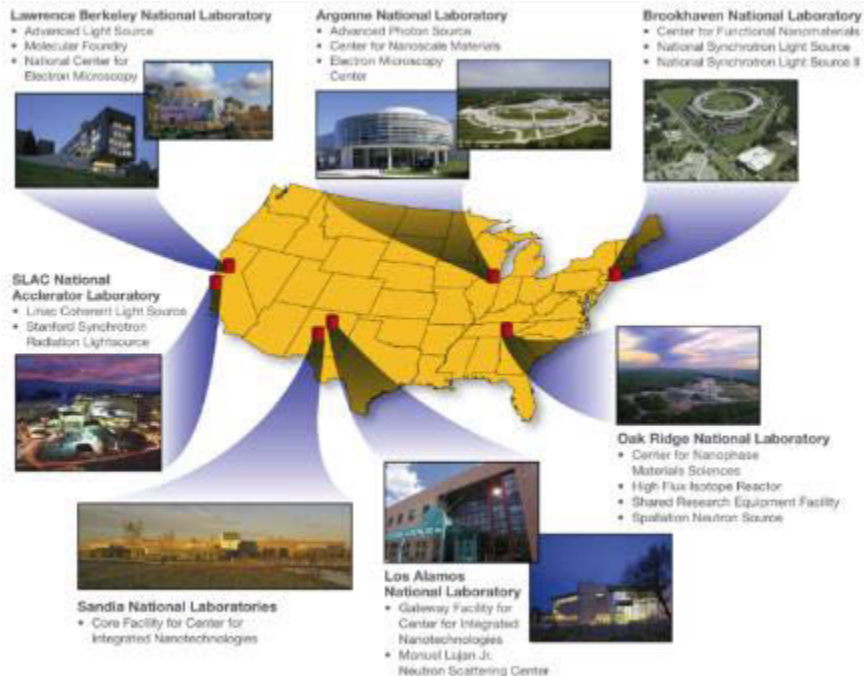 Lawrence Berkeley National Laboratory
• Advanced Light Source
• Molecular Foundry
• National Center for
Electron Microscopy
Argonne National Laboratory
• Advanced Photon Source
• Center for Nanoscale Materials
• Electron Microscopy
Center
Brookhaven National Laboratory
• Center for Functional Nanomaterials
• National Synchrotron Light Source
• National Synchrotron Light Source II
SLAC National
Acclerator Laboratory
• Linac Coherent Light Source
• Stanford Synchrotron
Radiation Lightsource
Oak Ridge National Laboratory
• Center for Nanophase
Materials Sciences
• High Flux Isotope Reactor
• Shared Research Equipment Facility
• Spallation Neutron Source
Sandia National Laboratories
• Core Facility for Center for
Integrated Nanotechnologies
Los Alamos
National Laboratory
• Gateway Facility for
Center for Integrated
Nanotechnologies
• Manuel Lujan Jr.
Neutron Scattering Center